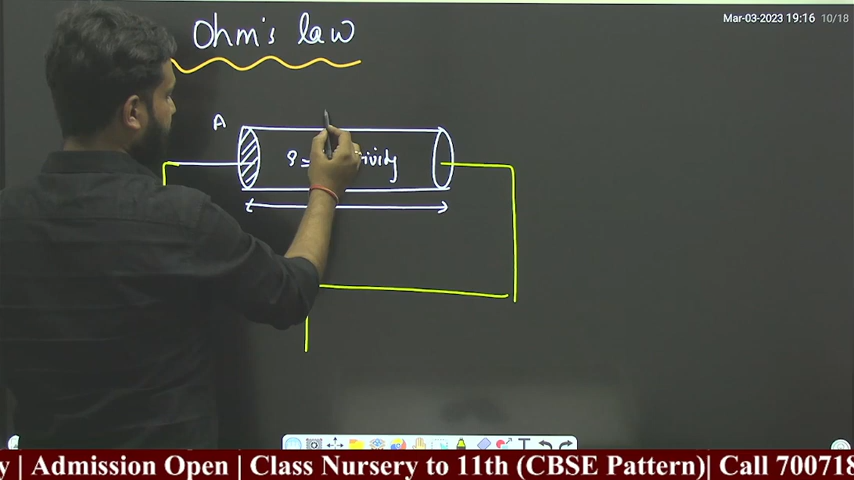 Mar-03-2023 19:16 10/18
Ohm's law
A
y | Admission Open | Class Nursery to 11th (CBSE Pattern)| Call 700718